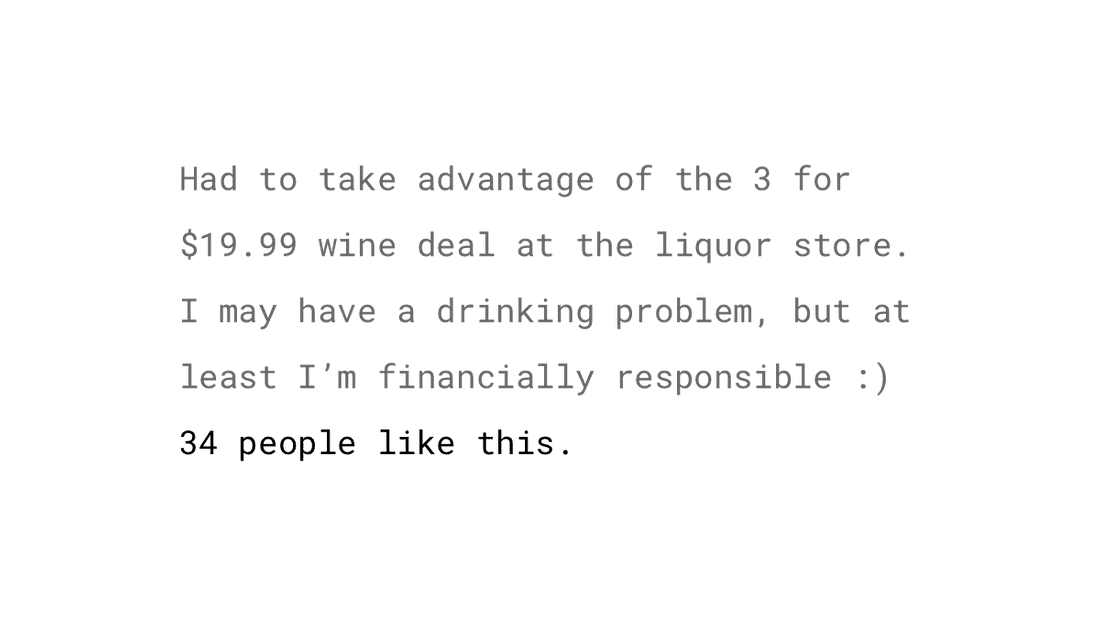 Had to take advantage of the 3 for
$19.99 wine deal at the liquor store.
I may have a drinking problem, but at
least I’m financially responsible :)
34 people like this.